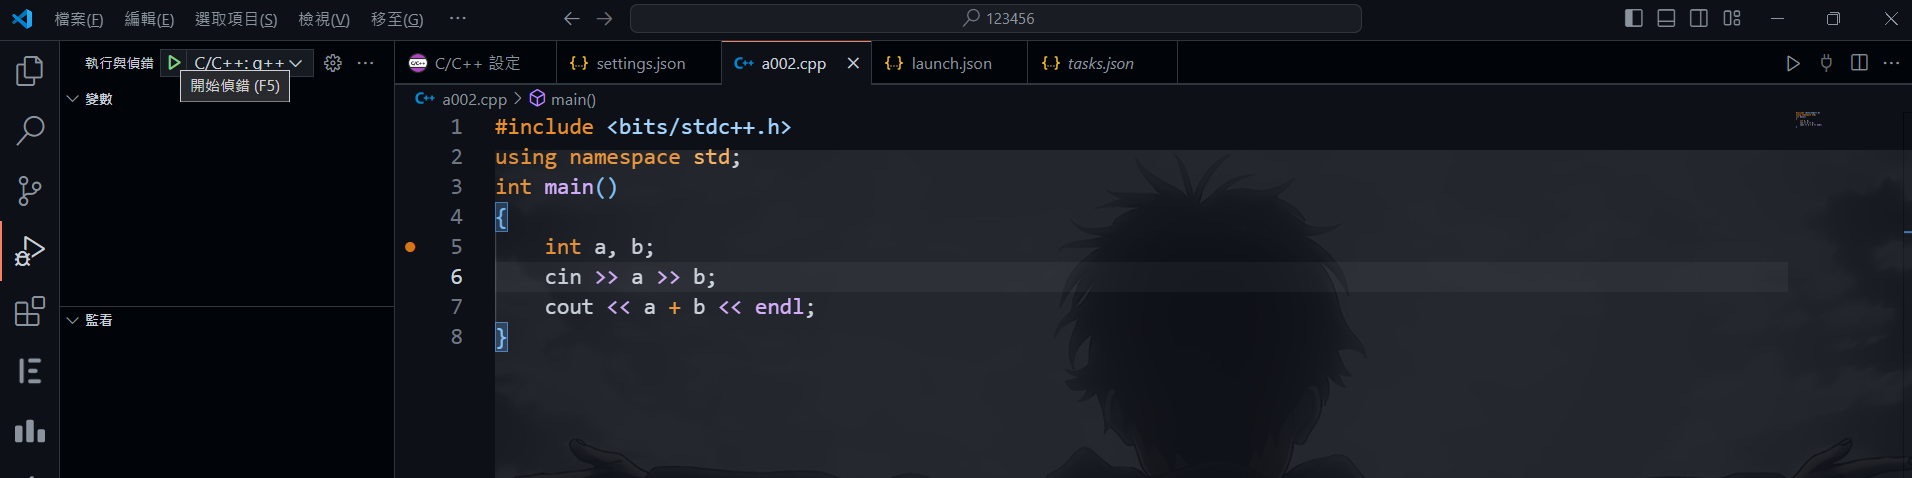 檔案(F) 編輯(E) 選取項目(S) 檢視(V) 移至(G) ··· 123456
執行與偵錯 C/C++: g++
開始偵錯 (F5)
變數
監看
C/C++ 設定 settings.json a002.cpp launch.json tasks.json
a002.cpp > main()
1 #include <bits/stdc++.h>
2 using namespace std;
3 int main()
4 {
5 int a, b;
6 cin >> a >> b;
7 cout << a + b << endl;
8 }